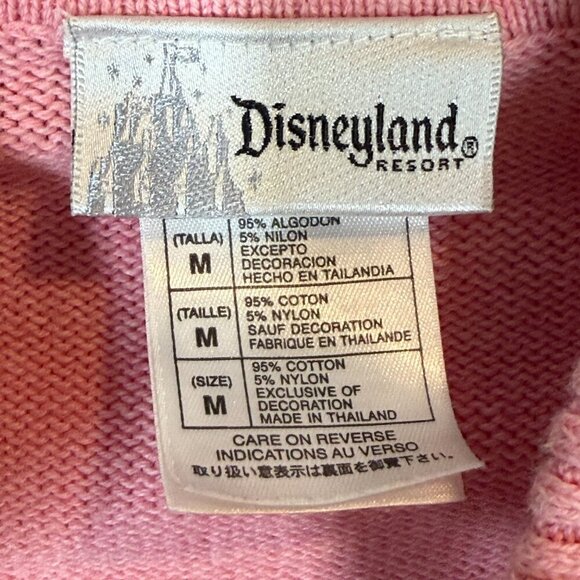 Disneyland®
RESORT
95% ALGODON
(TALLA) 5% NILON
M EXCEPTO
DECORACION
HECHO EN TAILANDIA
(TAILLE) 95% COTON
5% NYLON
M SAUF DECORATION
FABRIQUE EN THAILANDE
95% COTTON
(SIZE) 5% NYLON
M EXCLUSIVE OF
DECORATION
MADE IN THAILAND
CARE ON REVERSE
INDICATIONS AU VERSO
取り扱い意表示は裏面を御覧下さい。